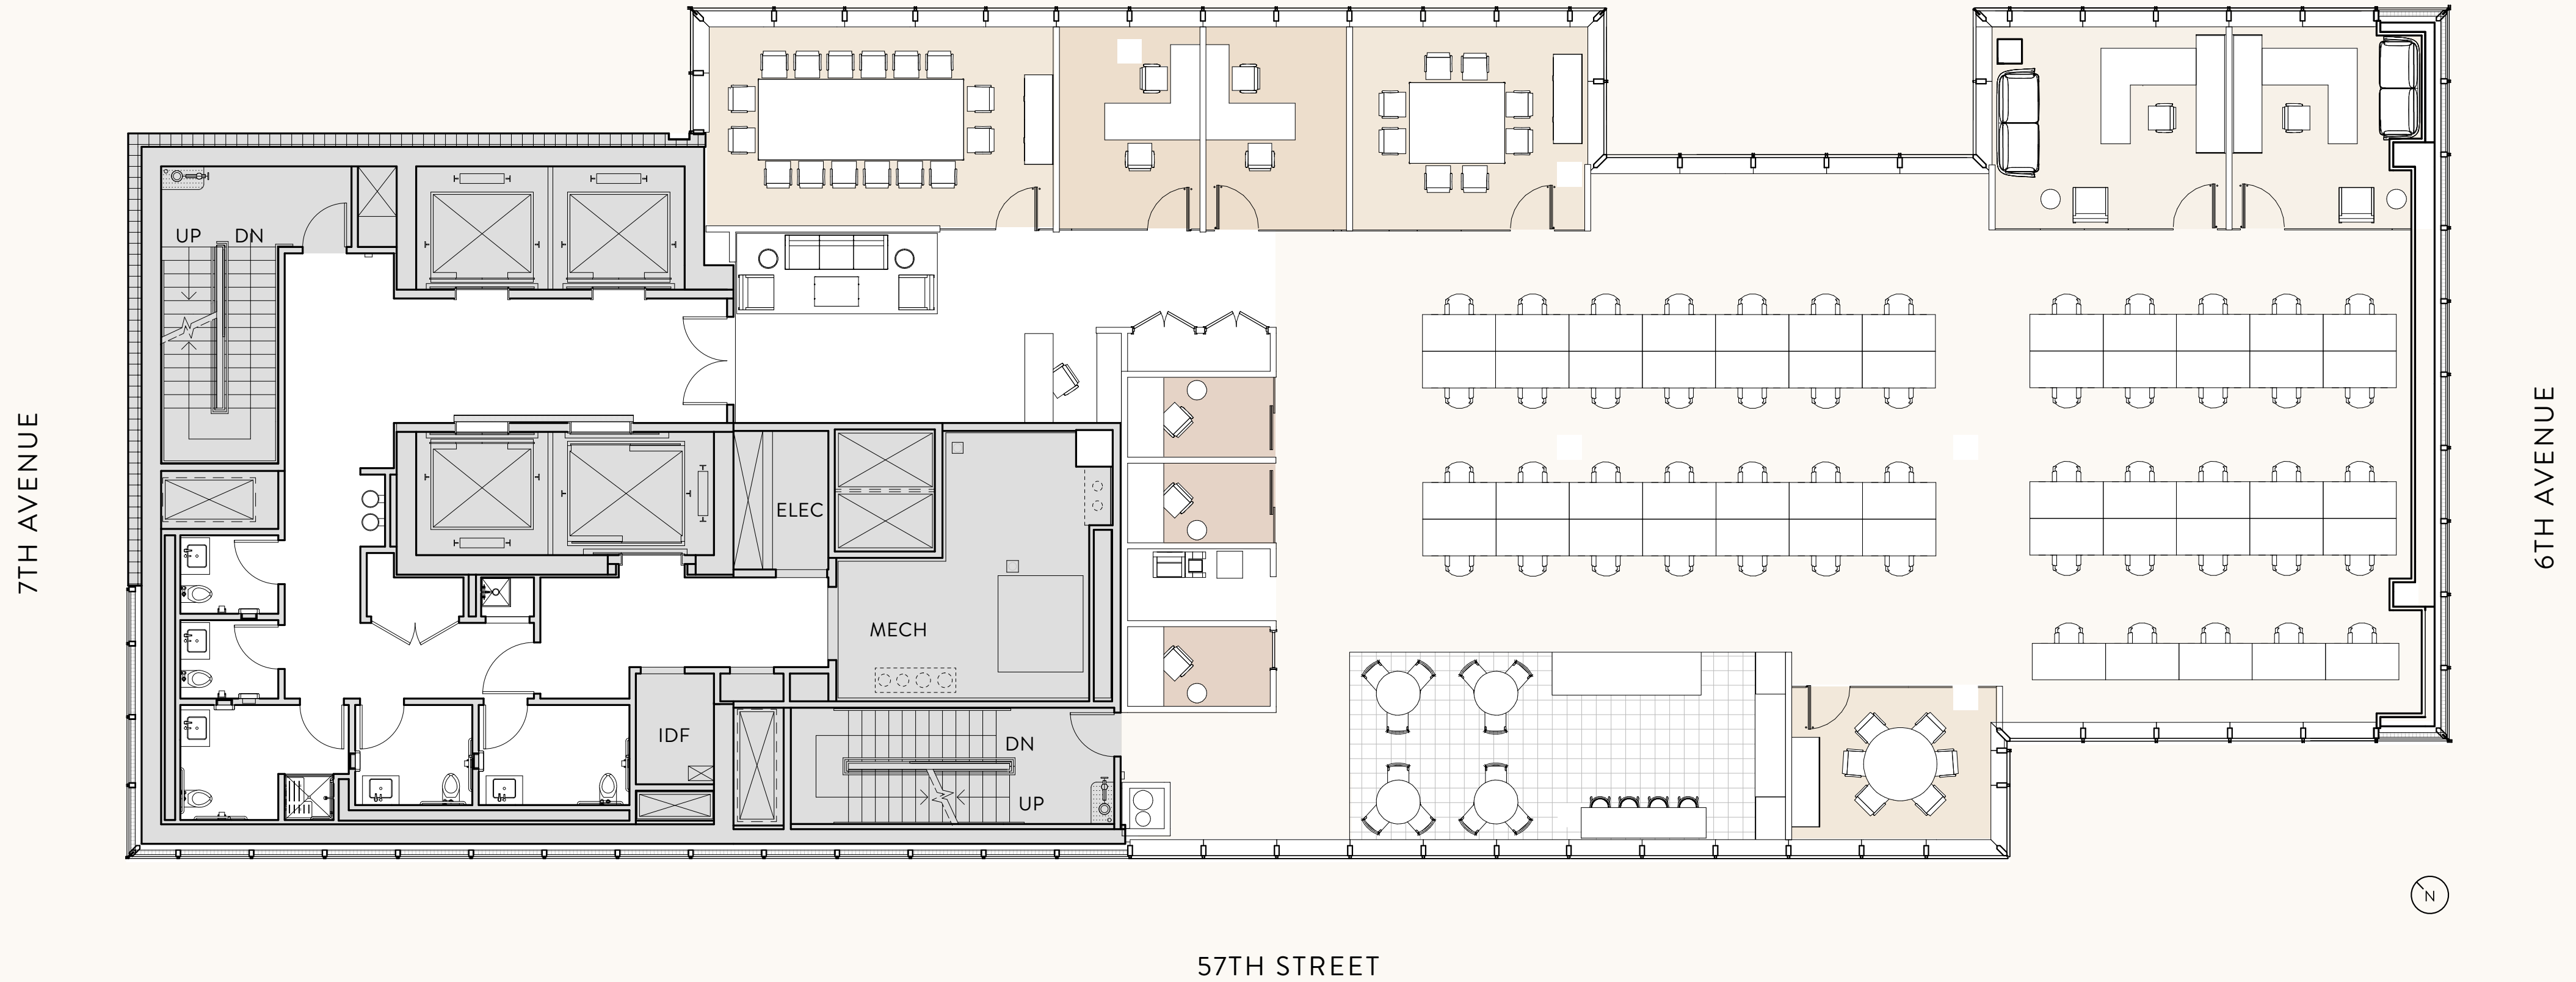 UP
DN
7TH AVENUE
6TH AVENUE
ELEC
MECH
IDF
DN
UP
N
57TH STREET